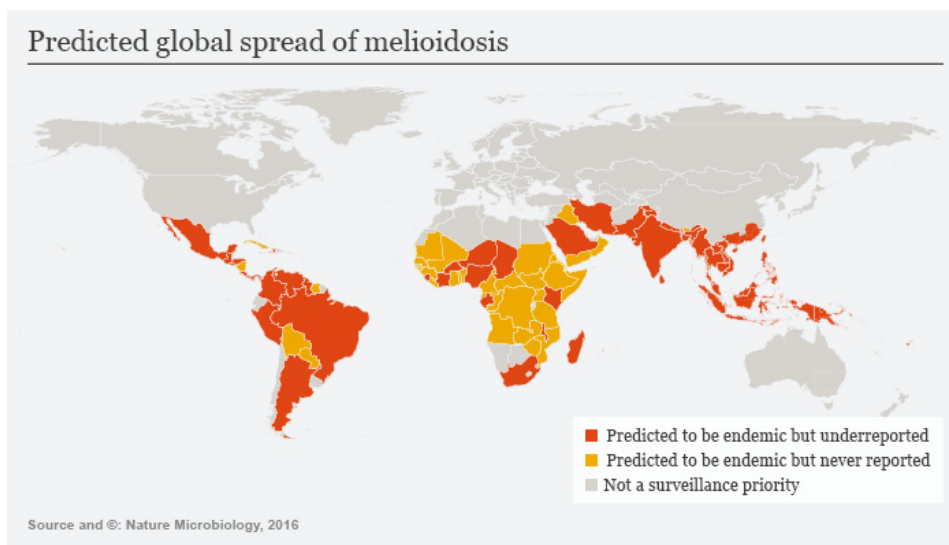 Predicted global spread of melioidosis
Predicted to be endemic but underreported
Predicted to be endemic but never reported
Not a surveillance priority
Source and ©: Nature Microbiology, 2016